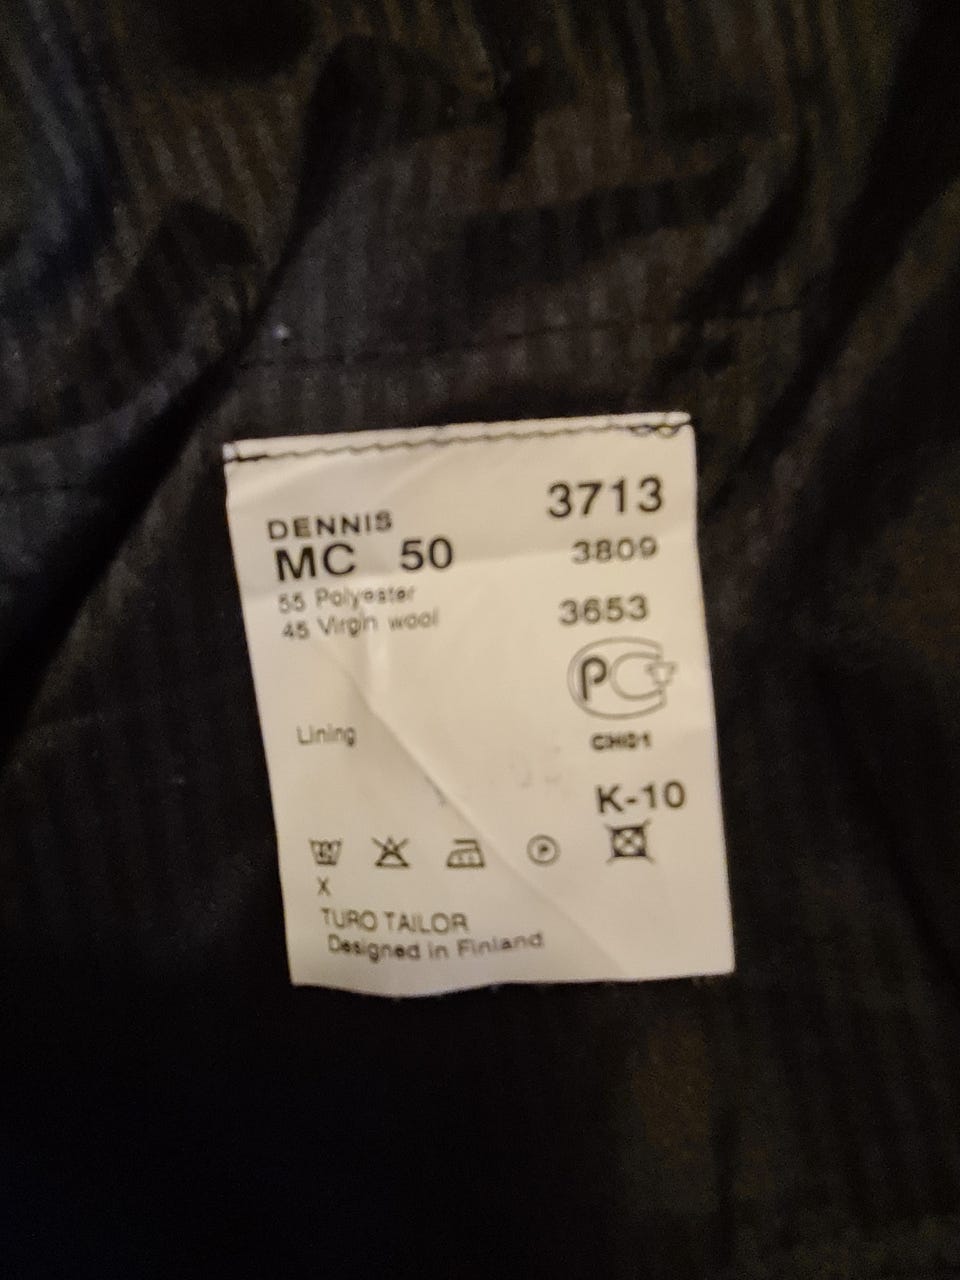 DENNIS 3713
MC 50 3809
55 Polyester
45 Virgin wool 3653
PC
Lining
K-10
P
X
TURO TAILOR
Designed in Finland